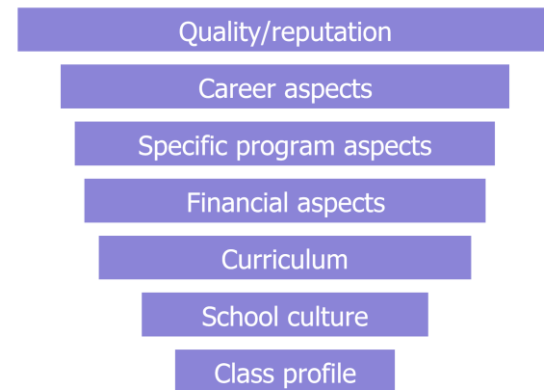 Quality/reputation
Career aspects
Specific program aspects
Financial aspects
Curriculum
School culture
Class profile